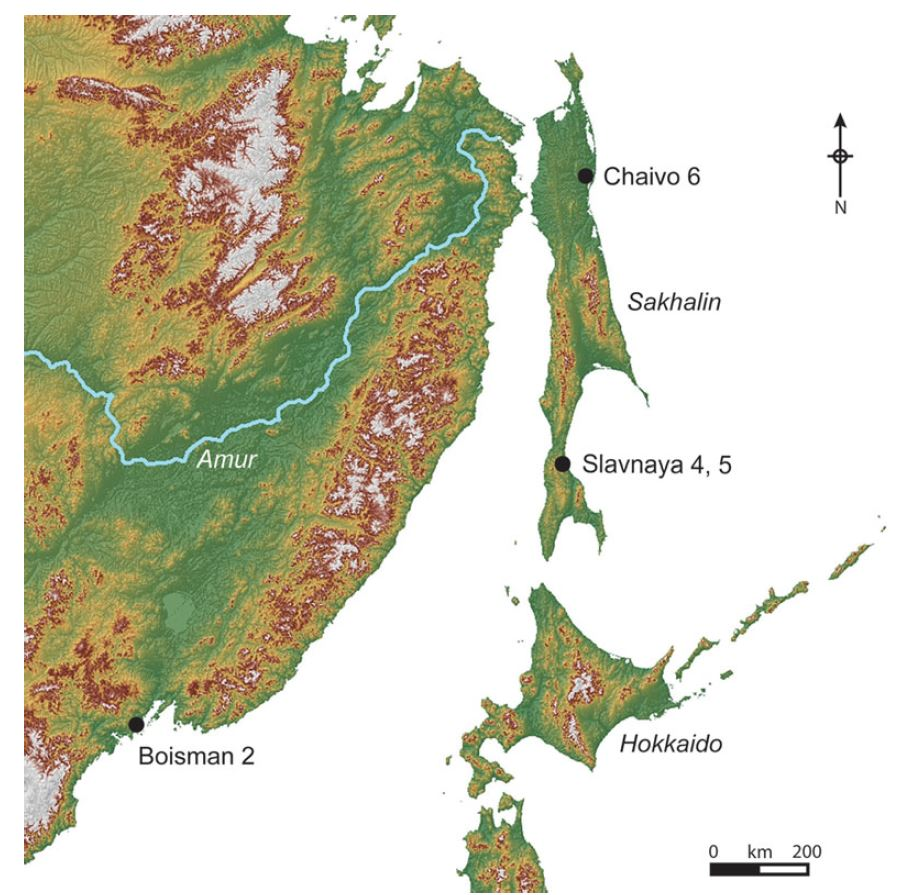 Chaivo 6
N
Sakhalin
Amur
Slavnaya 4, 5
Boisman 2
Hokkaido
0 km 200